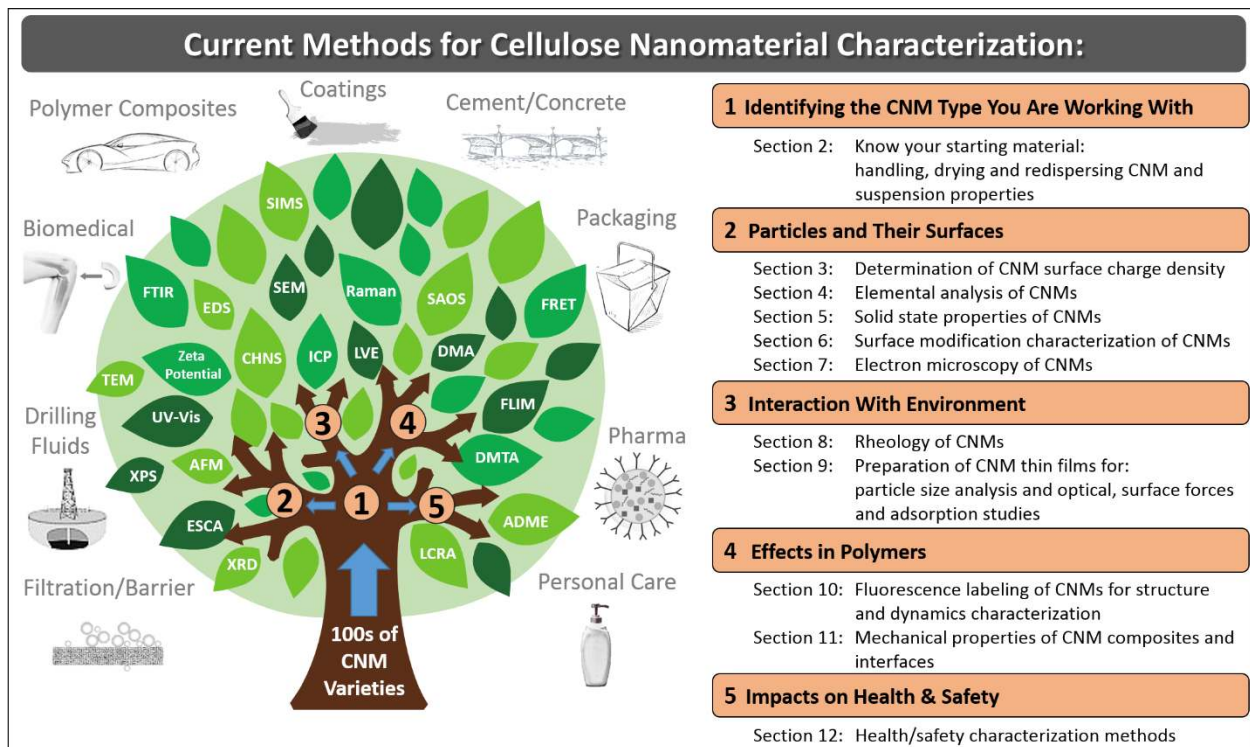 Current Methods for Cellulose Nanomaterial Characterization:
Polymer Composites
Coatings
Cement/Concrete
Biomedical
Packaging
Drilling
Fluids
Pharma
Filtration/Barrier
Personal Care
SIMS
FTIR
EDS
SEM
Raman
SAOS
FRET
TEM
Zeta
Potential
CHNS
ICP
LVE
DMA
UV-Vis
FLIM
XPS
AFM
DMTA
ESCA
ADME
XRD
LCRA
3
4
2
1
5
100s of
CNM
Varieties
1 Identifying the CNM Type You Are Working With
Section 2: Know your starting material:
handling, drying and redispersing CNM and
suspension properties
2 Particles and Their Surfaces
Section 3: Determination of CNM surface charge density
Section 4: Elemental analysis of CNMs
Section 5: Solid state properties of CNMs
Section 6: Surface modification characterization of CNMs
Section 7: Electron microscopy of CNMs
3 Interaction With Environment
Section 8: Rheology of CNMs
Section 9: Preparation of CNM thin films for:
particle size analysis and optical, surface forces
and adsorption studies
4 Effects in Polymers
Section 10: Fluorescence labeling of CNMs for structure
and dynamics characterization
Section 11: Mechanical properties of CNM composites and
interfaces
5 Impacts on Health & Safety
Section 12: Health/safety characterization methods